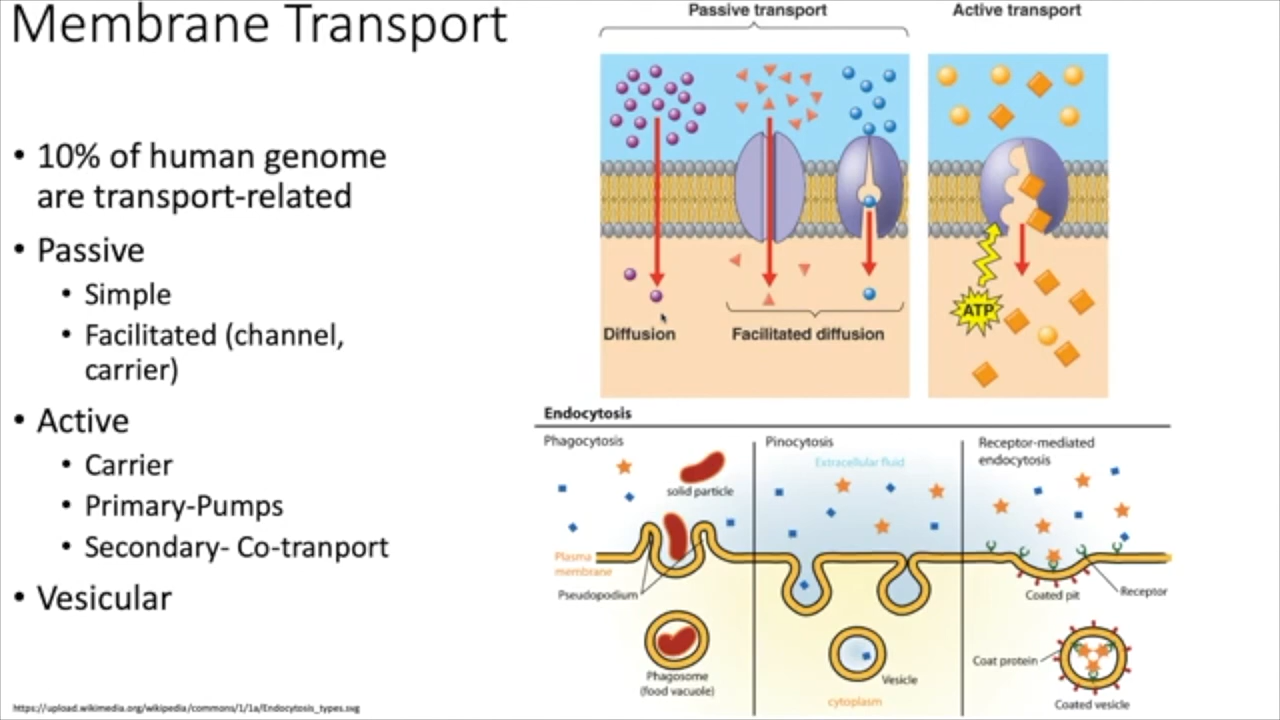 Membrane Transport
• 10% of human genome
are transport-related
• Passive
• Simple
• Facilitated (channel,
carrier)
• Active
• Carrier
• Primary-Pumps
• Secondary- Co-tranport
• Vesicular
https://upload.wikimedia.org/wikipedia/commons/1/1a/Endocytosis_types.svg
Passive transport
Active transport
Diffusion
Facilitated diffusion
ATP
Endocytosis
Phagocytosis
solid particle
Plasma
membrane
Pseudopodium
Phagosome
(food vacuole)
Pinocytosis
Extracellular fluid
Vesicle
cytoplasm
Receptor-mediated
endocytosis
Coated pit
Receptor
Coat protein
Coated vesicle